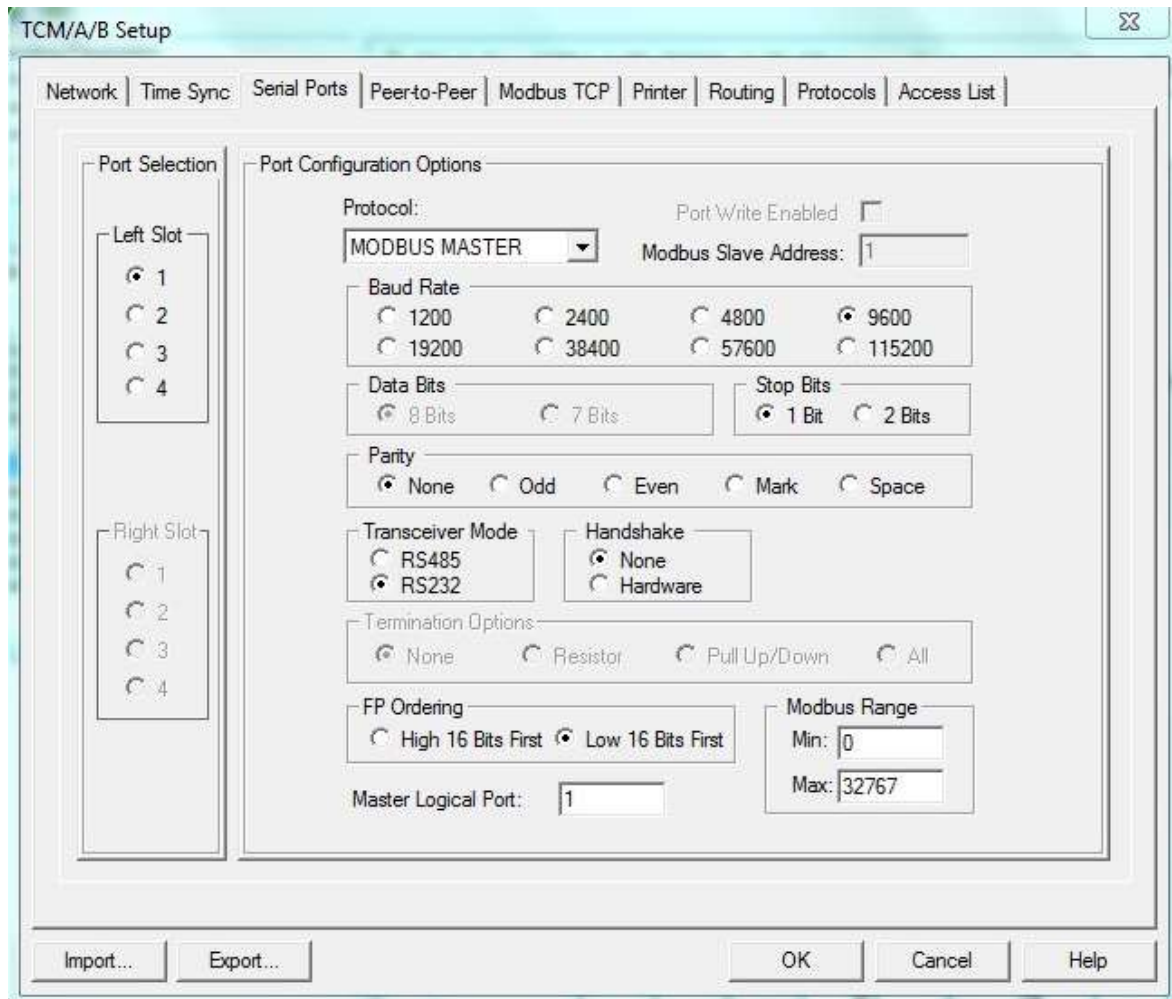 TCM/A/B Setup
Network Time Sync Serial Ports Peer-to-Peer Modbus TCP Printer Routing Protocols Access List
Port Selection
Left Slot
1
2
3
4
Right Slot
1
2
3
4
Port Configuration Options
Protocol:
MODBUS MASTER
Port Write Enabled
Modbus Slave Address: 1
Baud Rate
1200 2400 4800 9600
19200 38400 57600 115200
Data Bits
8 Bits 7 Bits
Stop Bits
1 Bit 2 Bits
Parity
None Odd Even Mark Space
Transceiver Mode
RS485
RS232
Handshake
None
Hardware
Termination Options
None Resistor Pull Up/Down All
FP Ordering
High 16 Bits First Low 16 Bits First
Modbus Range
Min: 0
Max: 32767
Master Logical Port: 1
Import... Export... OK Cancel Help